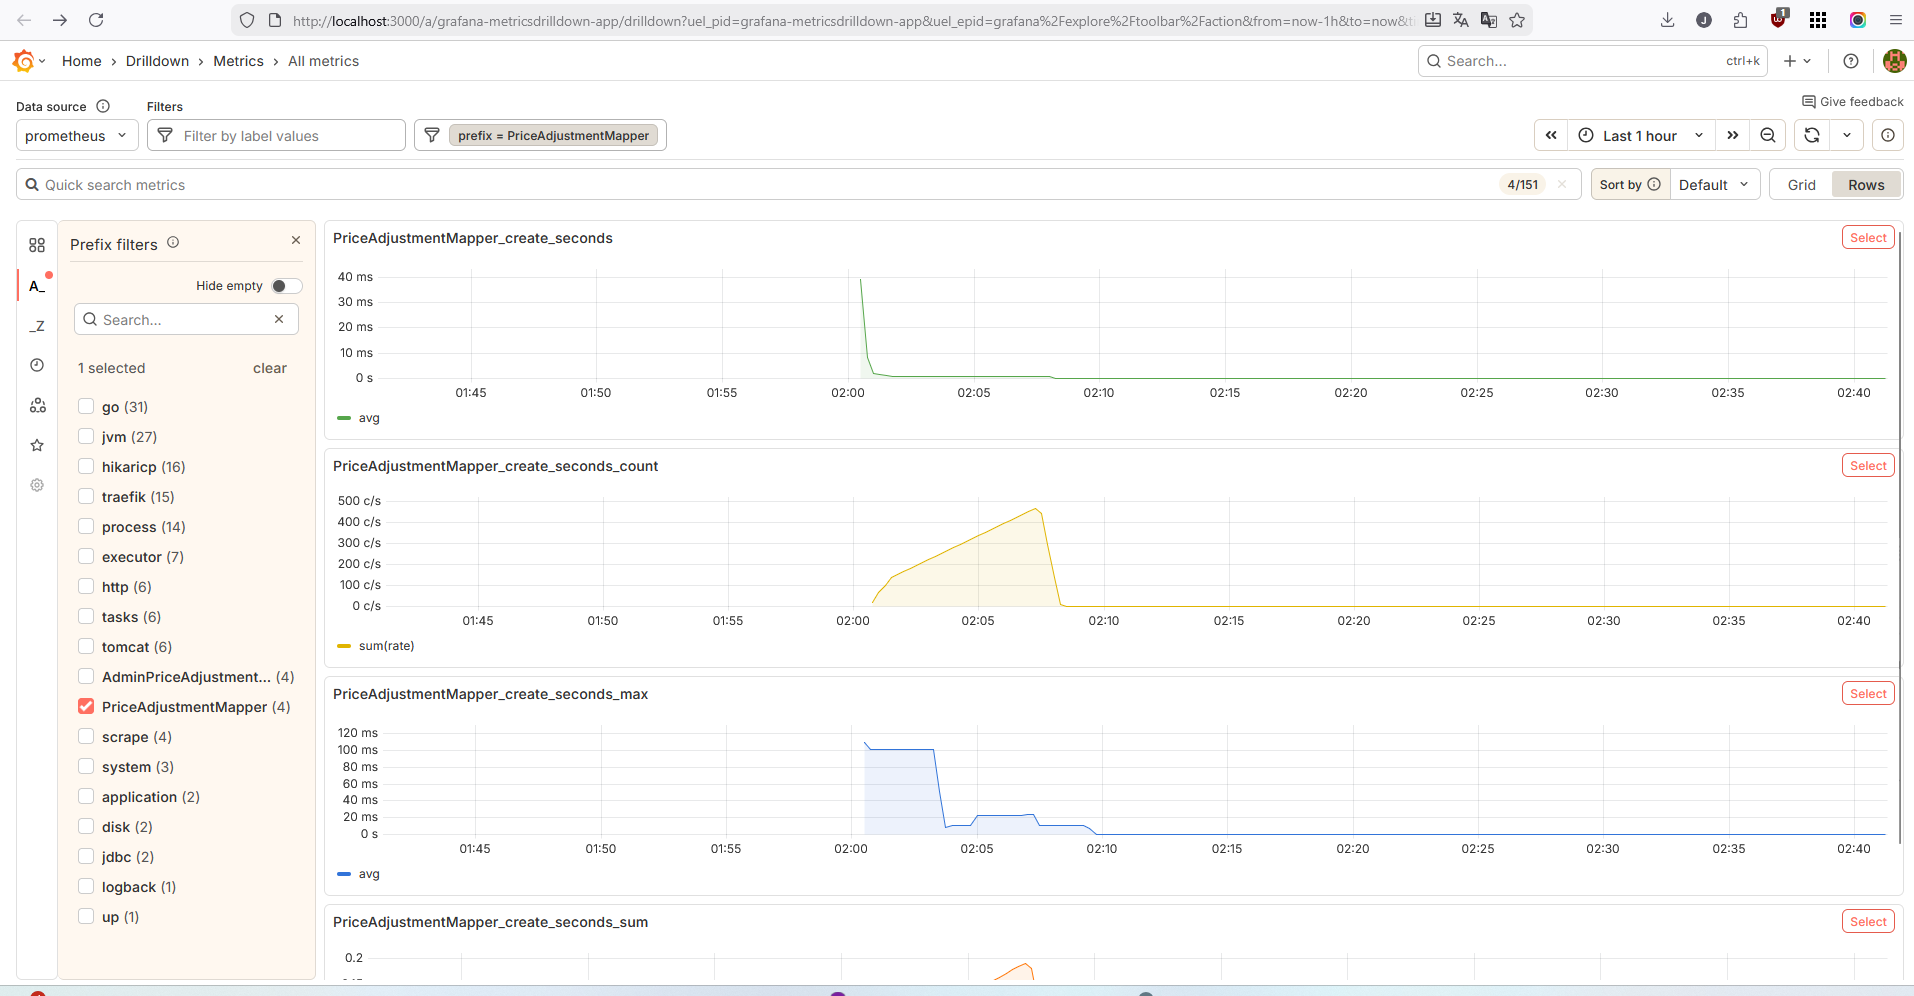 http://localhost:3000/a/grafana-metricsdrilldown-app/drilldown?uel_pid=grafana-metricsdrilldown-app&uel_epid=grafana%2Fexplore%2Ftoolbar%2Faction&from=now-1h&to=now&ti
Home › Drilldown › Metrics › All metrics
Search... ctrl+k
Data source
Filters
Give feedback
prometheus
Filter by label values
prefix = PriceAdjustmentMapper
Last 1 hour
Quick search metrics
4/151
Sort by
Default
Grid
Rows
Prefix filters
Hide empty
A_
_Z
Search...
1 selected
clear
go (31)
jvm (27)
hikaricp (16)
traefik (15)
process (14)
executor (7)
http (6)
tasks (6)
tomcat (6)
AdminPriceAdjustment... (4)
PriceAdjustmentMapper (4)
scrape (4)
system (3)
application (2)
disk (2)
jdbc (2)
logback (1)
up (1)
PriceAdjustmentMapper_create_seconds
Select
40 ms
30 ms
20 ms
10 ms
0 s
01:45 01:50 01:55 02:00 02:05 02:10 02:15 02:20 02:25 02:30 02:35 02:40
avg
PriceAdjustmentMapper_create_seconds_count
Select
500 c/s
400 c/s
300 c/s
200 c/s
100 c/s
0 c/s
01:45 01:50 01:55 02:00 02:05 02:10 02:15 02:20 02:25 02:30 02:35 02:40
sum(rate)
PriceAdjustmentMapper_create_seconds_max
Select
120 ms
100 ms
80 ms
60 ms
40 ms
20 ms
0 s
01:45 01:50 01:55 02:00 02:05 02:10 02:15 02:20 02:25 02:30 02:35 02:40
avg
PriceAdjustmentMapper_create_seconds_sum
Select
0.2